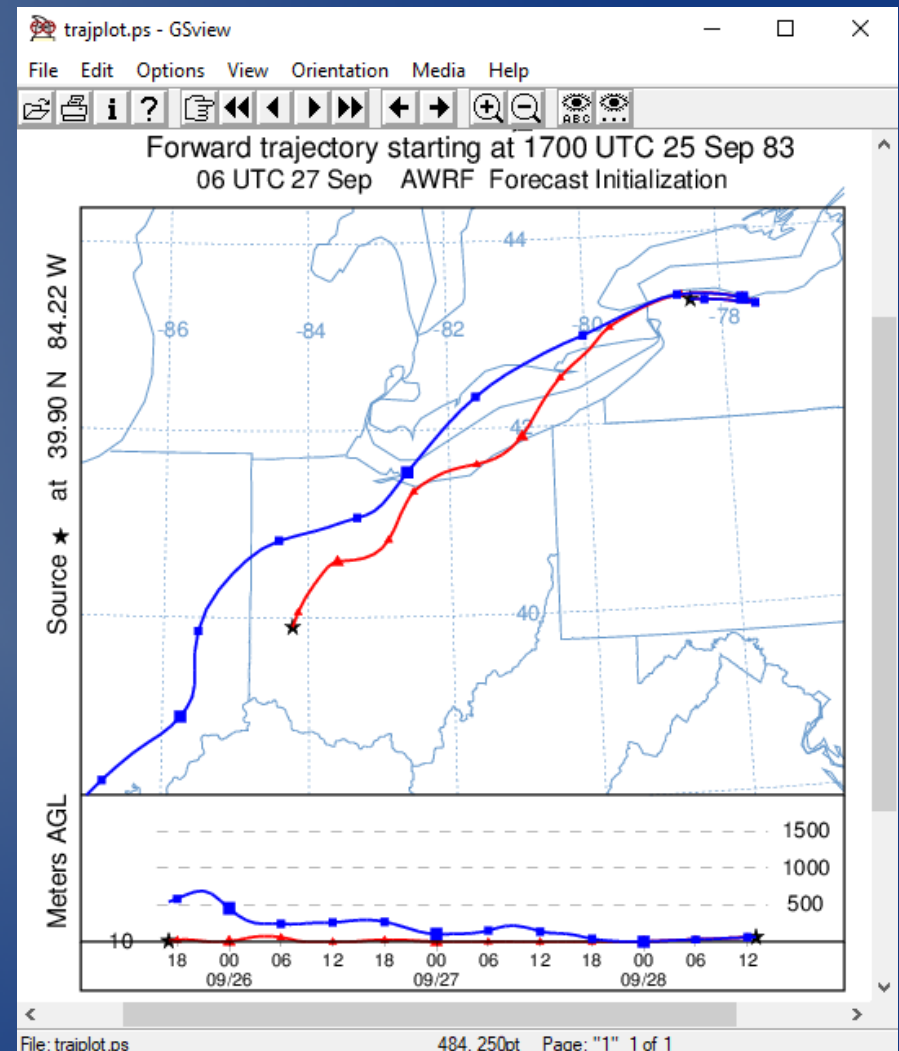 trajplot.ps - GSview
File Edit Options View Orientation Media Help
ABC
Forward trajectory starting at 1700 UTC 25 Sep 83
06 UTC 27 Sep AWRF Forecast Initialization
Source ★ at 39.90 N 84.22 W
44
-86
-84
-82
-80
-78
42
40
Meters AGL
1500
1000
500
10
18 00 06 12 18 00 06 12 18 00 06 12
09/26 09/27 09/28
File: trajplot.ps 484, 250pt Page: "1" 1 of 1